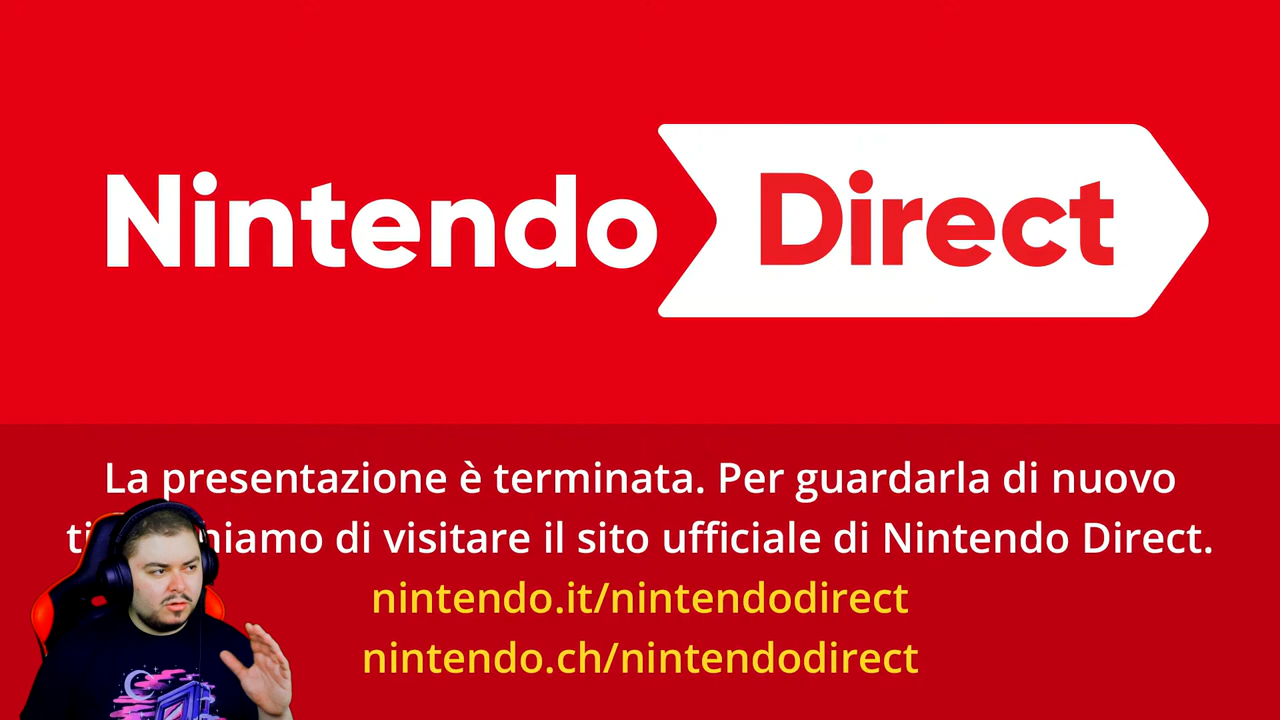 Nintendo Direct
La presentazione è terminata. Per guardarla di nuovo
di visitare il sito ufficiale di Nintendo Direct.
nintendo.it/nintendodirect
nintendo.ch/nintendodirect